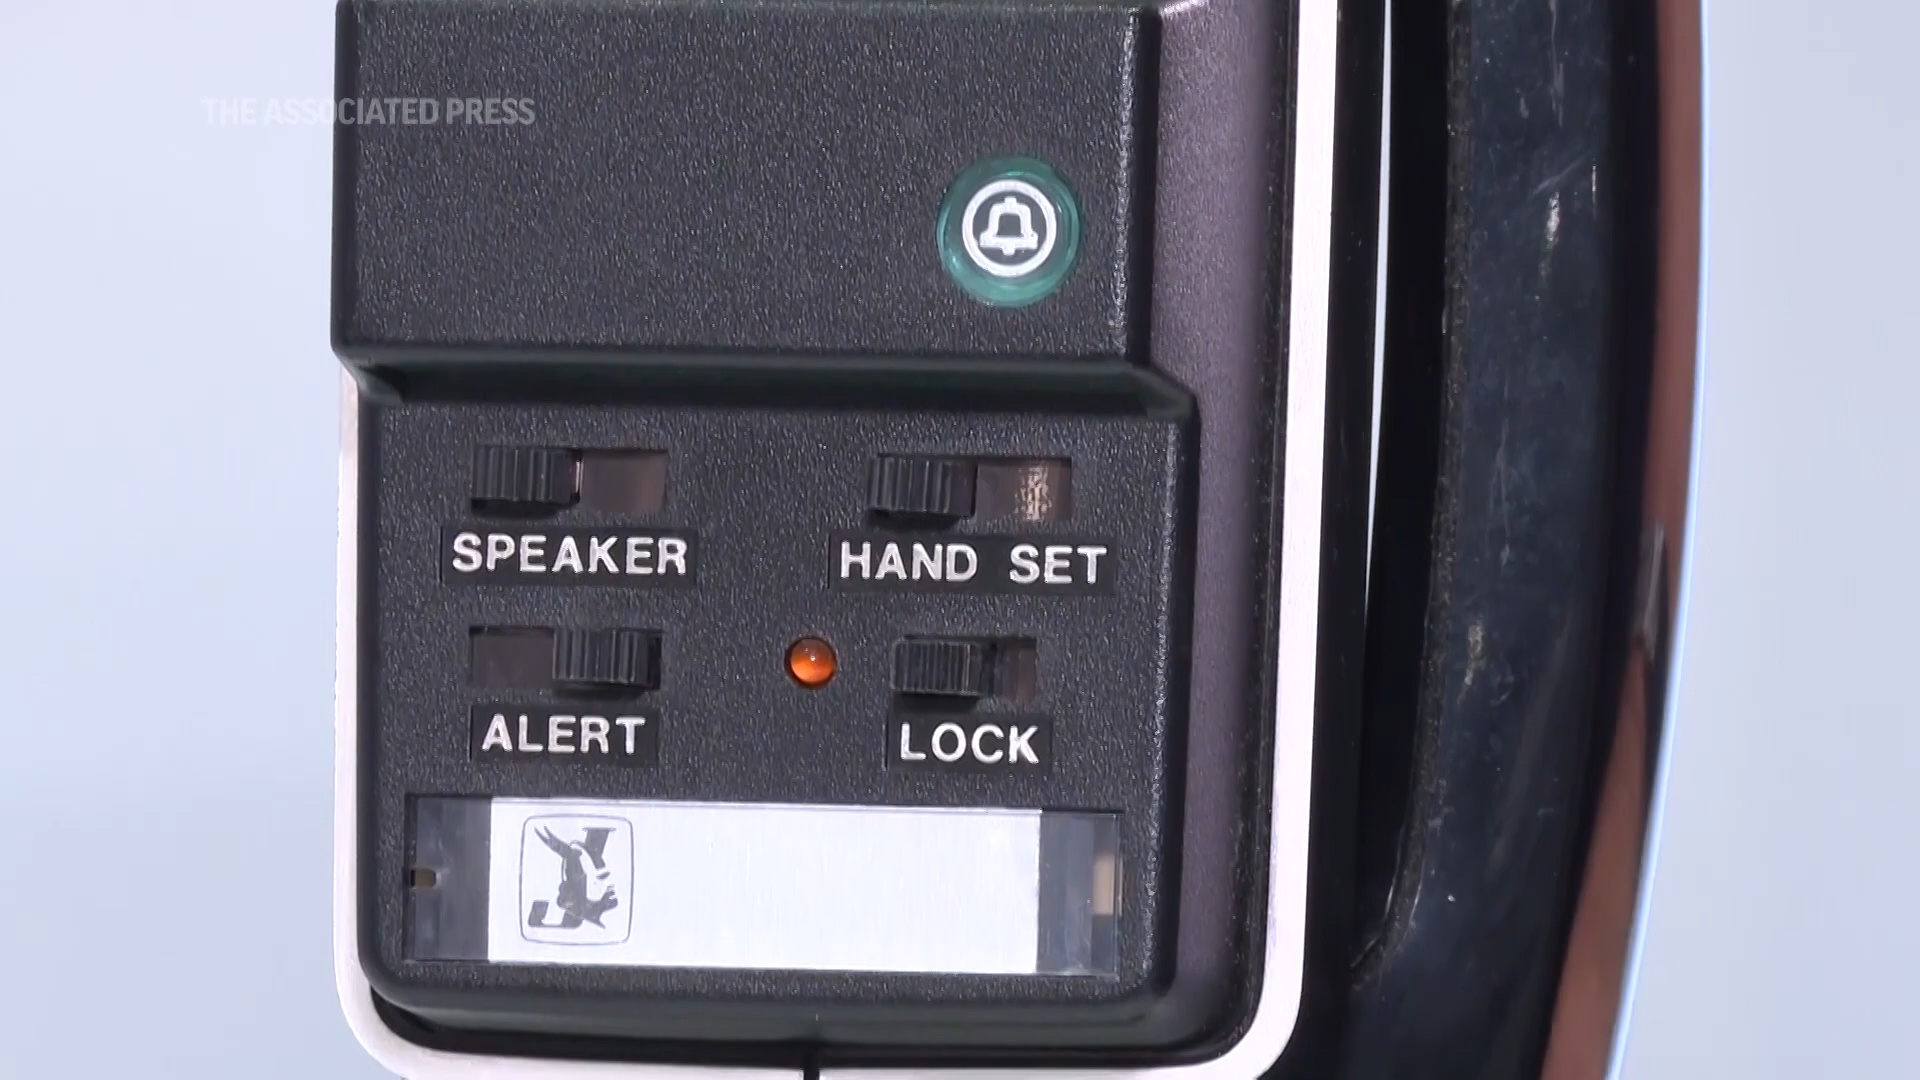 THE ASSOCIATED PRESS
SPEAKER
HAND SET
ALERT
LOCK